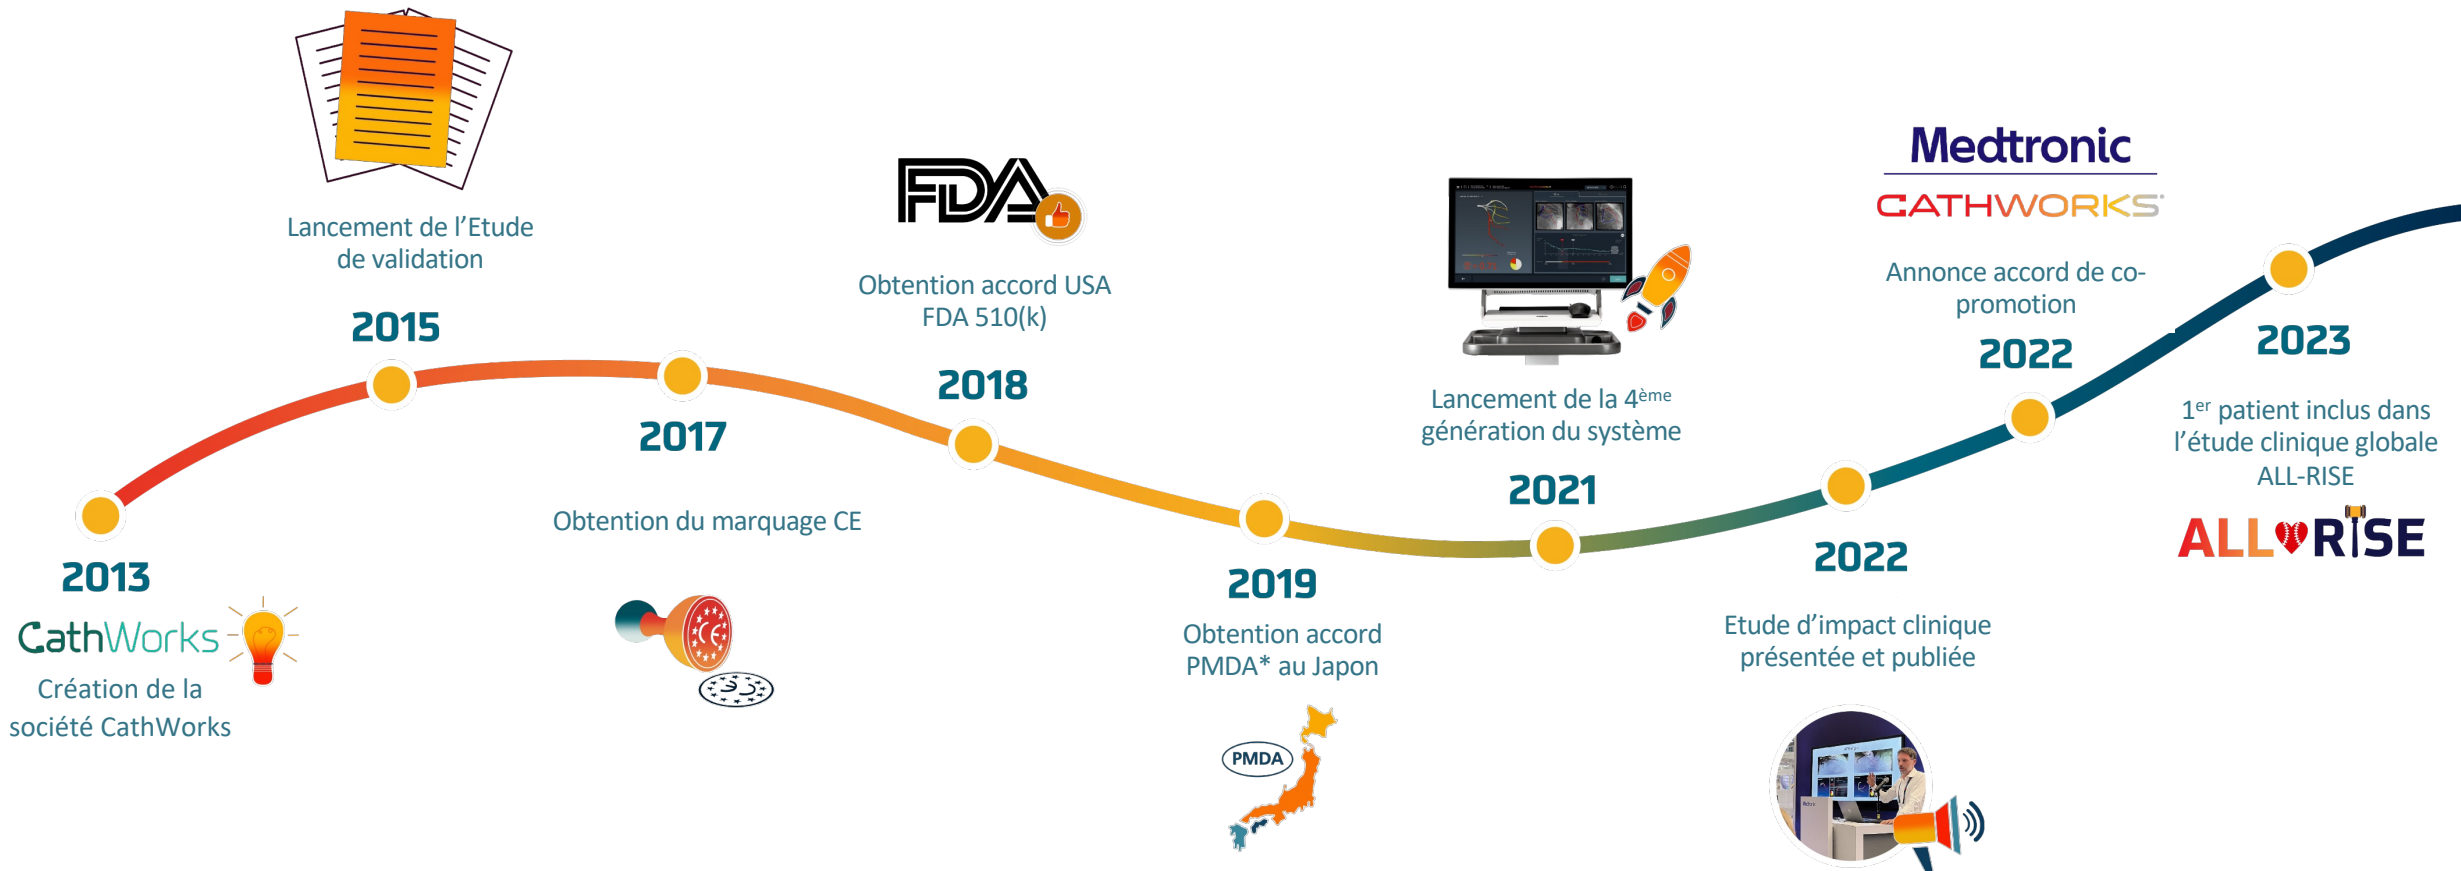 Lancement de l’Etude
de validation
2015
2013
CathWorks
Création de la
société CathWorks
2017
Obtention du marquage CE
CE
FDA
Obtention accord USA
FDA 510(k)
2018
2019
Obtention accord
PMDA* au Japon
PMDA
Lancement de la 4ème
génération du système
2021
2022
Etude d’impact clinique
présentée et publiée
Medtronic
CATHWORKS
Annonce accord de co-
promotion
2022
2023
1er patient inclus dans
l’étude clinique globale
ALL-RISE
ALL RISE